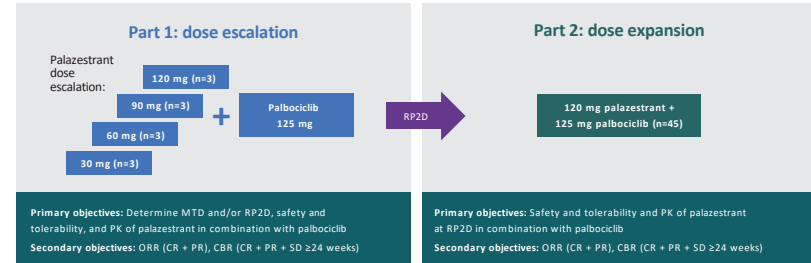 Part 1: dose escalation
Palazestrant
dose
escalation:
120 mg (n=3)
90 mg (n=3)
60 mg (n=3)
30 mg (n=3)
+
Palbociclib
125 mg
Primary objectives: Determine MTD and/or RP2D, safety and
tolerability, and PK of palazestrant in combination with palbociclib
Secondary objectives: ORR (CR + PR), CBR (CR + PR + SD ≥24 weeks)
RP2D
Part 2: dose expansion
120 mg palazestrant +
125 mg palbociclib (n=45)
Primary objectives: Safety and tolerability and PK of palazestrant
at RP2D in combination with palbociclib
Secondary objectives: ORR (CR + PR), CBR (CR + PR + SD ≥24 weeks)